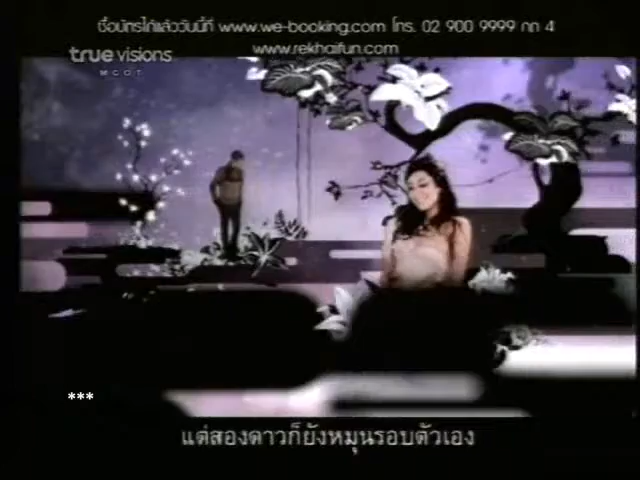 ซื้อบัตรได้แล้ววันนี้ที่ www.we-booking.com โทร. 02 900 9999 กด 4
www.rekhaifun.com
truevisions
MCOT
***
แต่สองดาวก็ยังหมุนรอบตัวเอง